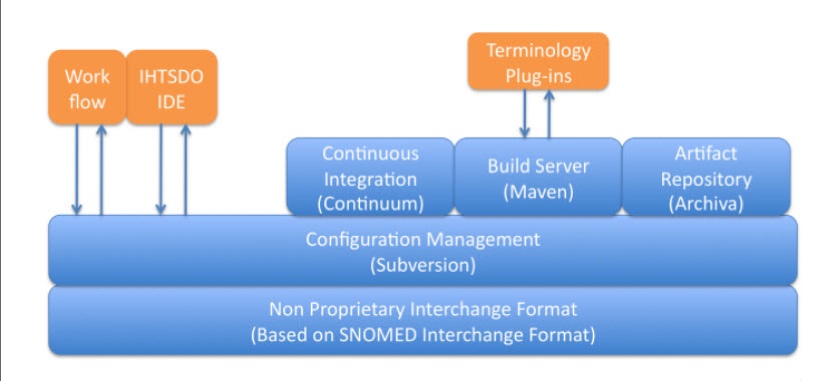 Work
flow
IHTSDO
IDE
Terminology
Plug-ins
Continuous
Integration
(Continuum)
Build Server
(Maven)
Artifact
Repository
(Archiva)
Configuration Management
(Subversion)
Non Proprietary Interchange Format
(Based on SNOMED Interchange Format)